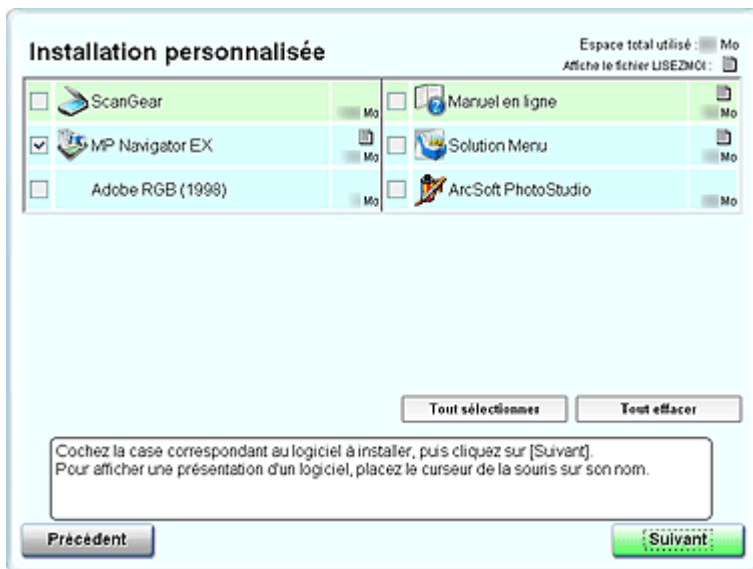 Installation personnalisée
Espace total utilisé : Mo
Affiche le fichier LISEZMOI :
ScanGear Mo
Manuel en ligne Mo
MP Navigator EX Mo
Solution Menu Mo
Adobe RGB (1998) Mo
ArcSoft PhotoStudio Mo
Tout sélectionner
Tout effacer
Cochez la case correspondant au logiciel à installer, puis cliquez sur [Suivant].
Pour afficher une présentation d'un logiciel, placez le curseur de la souris sur son nom.
Précédent
Suivant